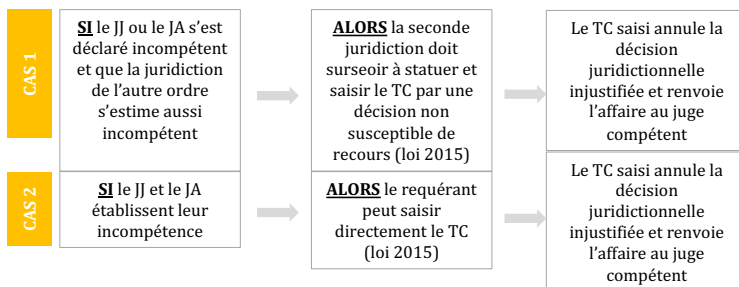 CAS 1
SI le JJ ou le JA s’est
déclaré incompétent
et que la juridiction
de l’autre ordre
s’estime aussi
incompétent
ALORS la seconde
juridiction doit
surseoir à statuer et
saisir le TC par une
décision non
susceptible de
recours (loi 2015)
Le TC saisi annule la
décision
juridictionnelle
injustifiée et renvoie
l’affaire au juge
compétent
CAS 2
SI le JJ et le JA
établissent leur
incompétence
ALORS le requérant
peut saisir
directement le TC
(loi 2015)
Le TC saisi annule la
décision
juridictionnelle
injustifiée et renvoie
l’affaire au juge
compétent